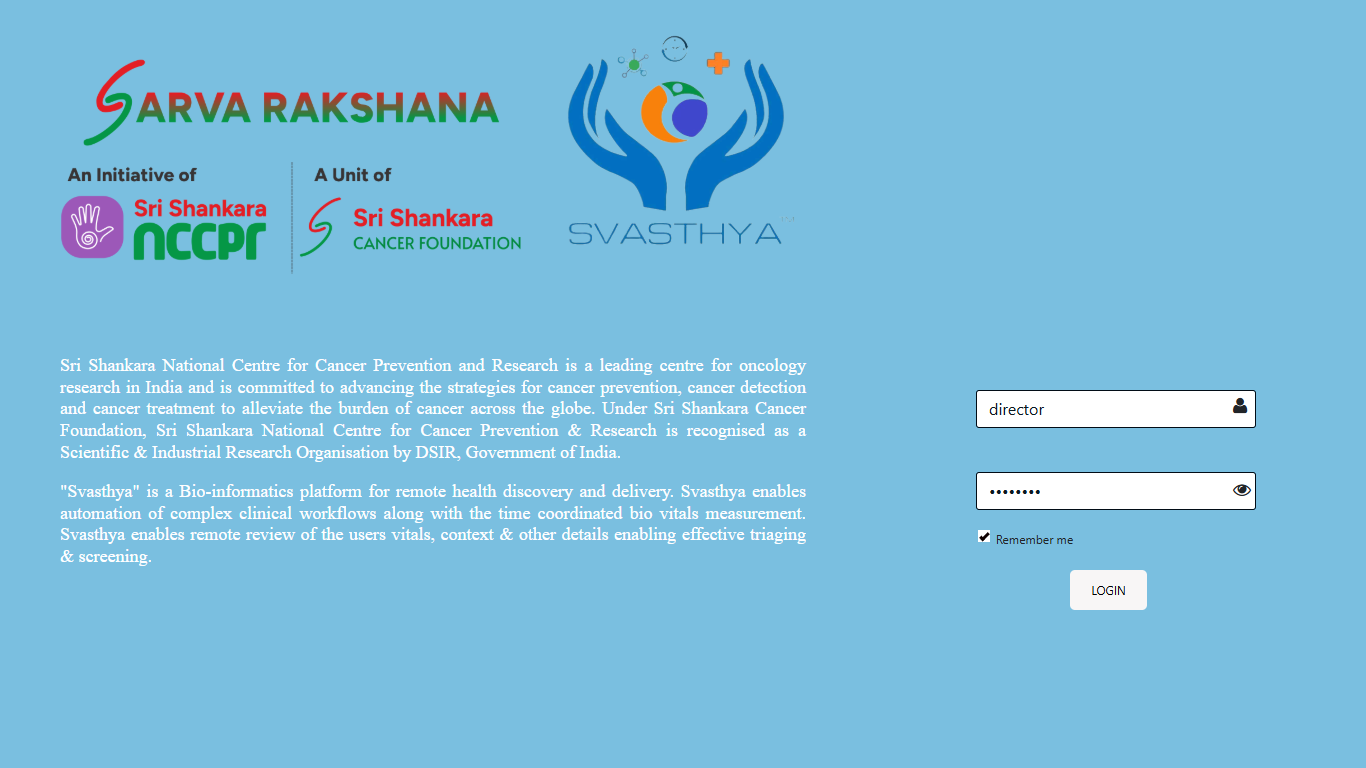 SARVA RAKSHANA
An Initiative of
Sri Shankara
nccpr
A Unit of
Sri Shankara
CANCER FOUNDATION
SVASTHYA
Sri Shankara National Centre for Cancer Prevention and Research is a leading centre for oncology
research in India and is committed to advancing the strategies for cancer prevention, cancer detection
and cancer treatment to alleviate the burden of cancer across the globe. Under Sri Shankara Cancer
Foundation, Sri Shankara National Centre for Cancer Prevention & Research is recognised as a
Scientific & Industrial Research Organisation by DSIR, Government of India.
"Svasthya" is a Bio-informatics platform for remote health discovery and delivery. Svasthya enables
automation of complex clinical workflows along with the time coordinated bio vitals measurement.
Svasthya enables remote review of the users vitals, context & other details enabling effective triaging
& screening.
director
••••••••
Remember me
LOGIN